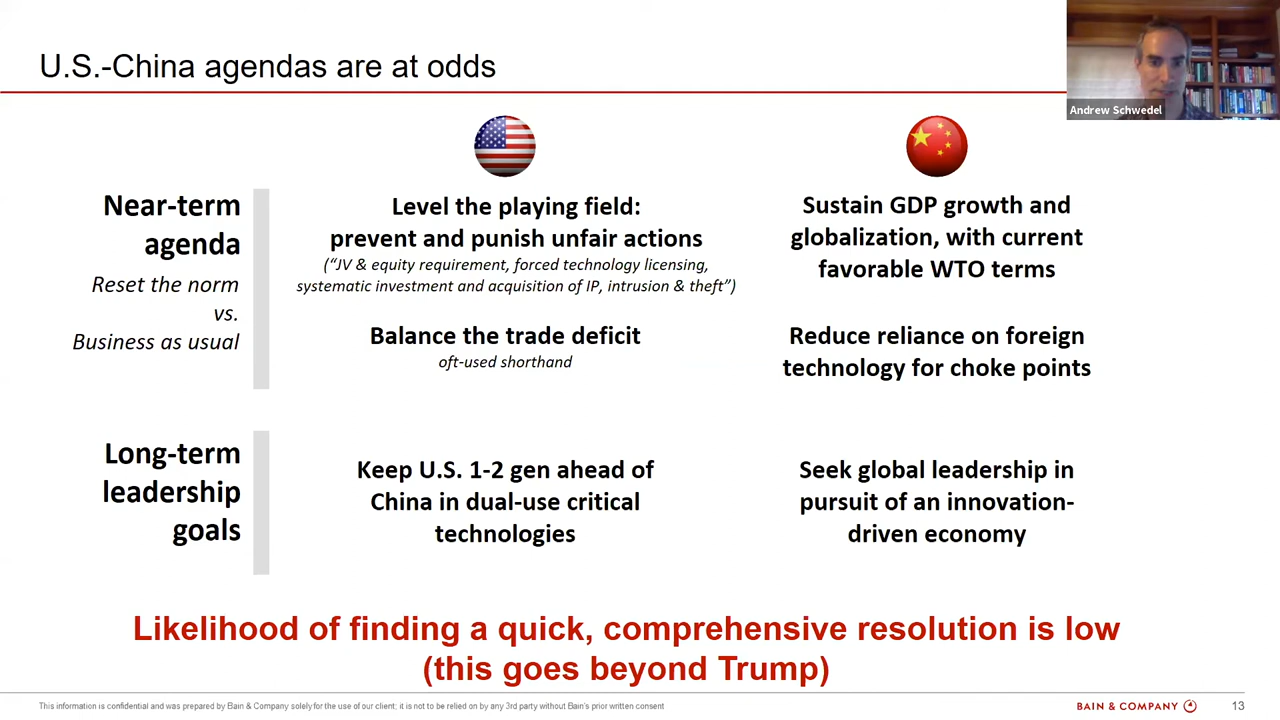 U.S.-China agendas are at odds
Andrew Schwedel
Near-term
agenda
Reset the norm
vs.
Business as usual
Level the playing field:
prevent and punish unfair actions
(“JV & equity requirement, forced technology licensing,
systematic investment and acquisition of IP, intrusion & theft”)
Balance the trade deficit
oft-used shorthand
Sustain GDP growth and
globalization, with current
favorable WTO terms
Reduce reliance on foreign
technology for choke points
Long-term
leadership
goals
Keep U.S. 1-2 gen ahead of
China in dual-use critical
technologies
Seek global leadership in
pursuit of an innovation-
driven economy
Likelihood of finding a quick, comprehensive resolution is low
(this goes beyond Trump)
This information is confidential and was prepared by Bain & Company solely for the use of our client; it is not to be relied on by any 3rd party without Bain's prior written consent
BAIN & COMPANY
13